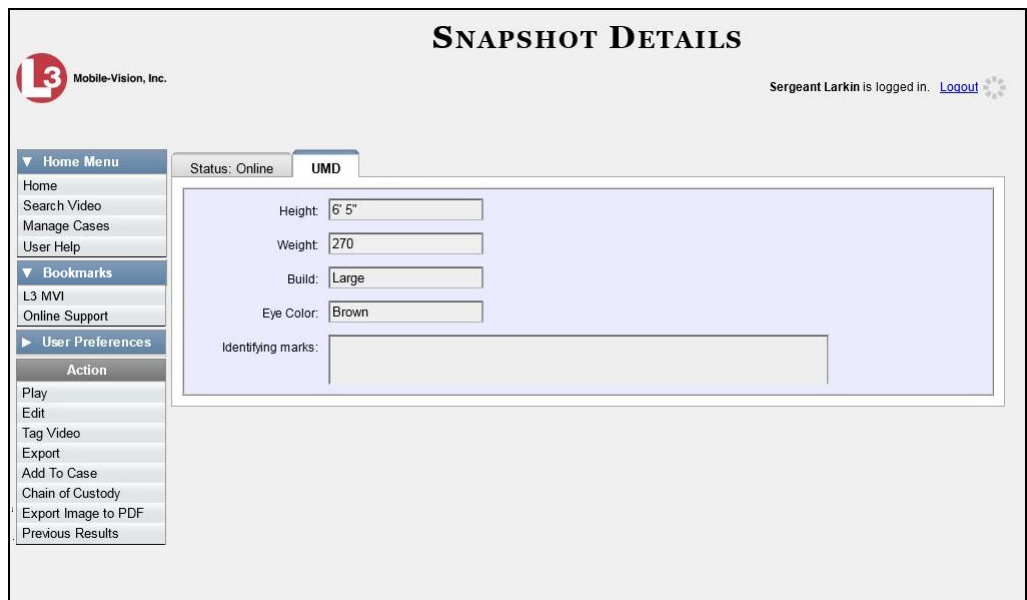 SNAPSHOT DETAILS
L3 Mobile-Vision, Inc.
Sergeant Larkin is logged in. Logout
▼ Home Menu
Home
Search Video
Manage Cases
User Help
▼ Bookmarks
L3 MVI
Online Support
▶ User Preferences
Action
Play
Edit
Tag Video
Export
Add To Case
Chain of Custody
Export Image to PDF
Previous Results
Status: Online UMD
Height: 6' 5"
Weight: 270
Build: Large
Eye Color: Brown
Identifying marks: